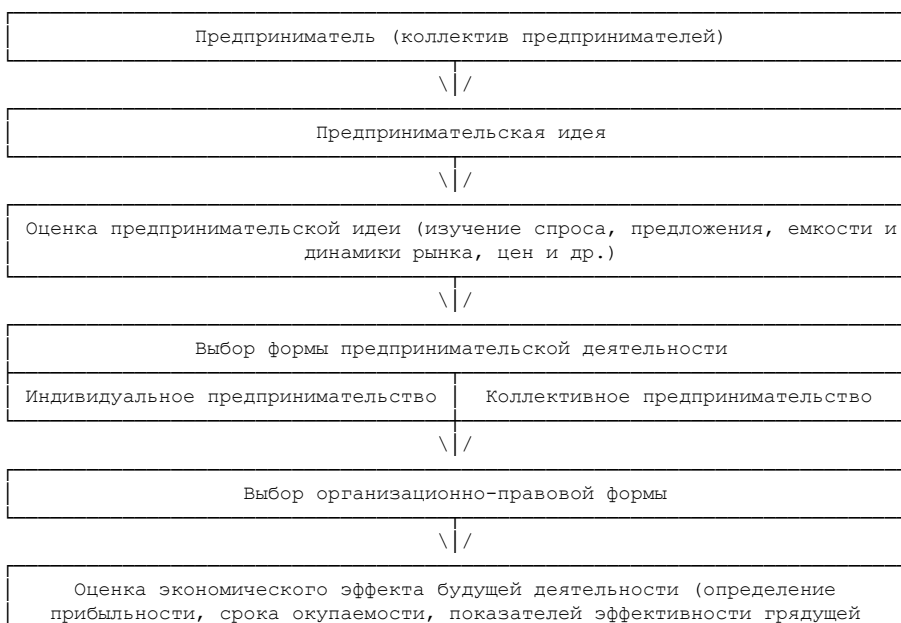 Предприниматель (коллектив предпринимателей)
Предпринимательская идея
Оценка предпринимательской идеи (изучение спроса, предложения, емкости и
динамики рынка, цен и др.)
Выбор формы предпринимательской деятельности
Индивидуальное предпринимательство
Коллективное предпринимательство
Выбор организационно-правовой формы
Оценка экономического эффекта будущей деятельности (определение
прибыльности, срока окупаемости, показателей эффективности грядущей